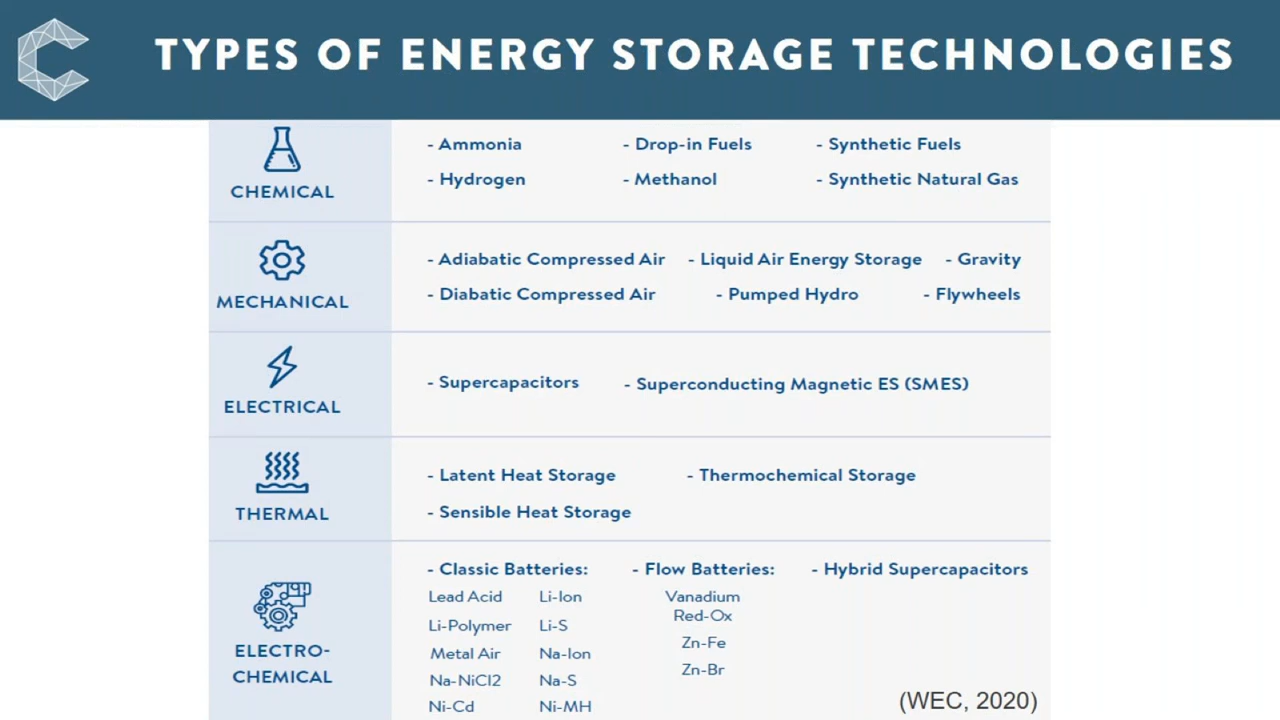 TYPES OF ENERGY STORAGE TECHNOLOGIES
CHEMICAL
- Ammonia - Drop-in Fuels - Synthetic Fuels
- Hydrogen - Methanol - Synthetic Natural Gas
MECHANICAL
- Adiabatic Compressed Air - Liquid Air Energy Storage - Gravity
- Diabatic Compressed Air - Pumped Hydro - Flywheels
ELECTRICAL
- Supercapacitors - Superconducting Magnetic ES (SMES)
THERMAL
- Latent Heat Storage - Thermochemical Storage
- Sensible Heat Storage
ELECTRO-
CHEMICAL
- Classic Batteries: - Flow Batteries: - Hybrid Supercapacitors
Lead Acid Li-Ion Vanadium
Red-Ox
Li-Polymer Li-S
Zn-Fe
Metal Air Na-Ion
Zn-Br
Na-NiCl2 Na-S
Ni-Cd Ni-MH
(WEC, 2020)